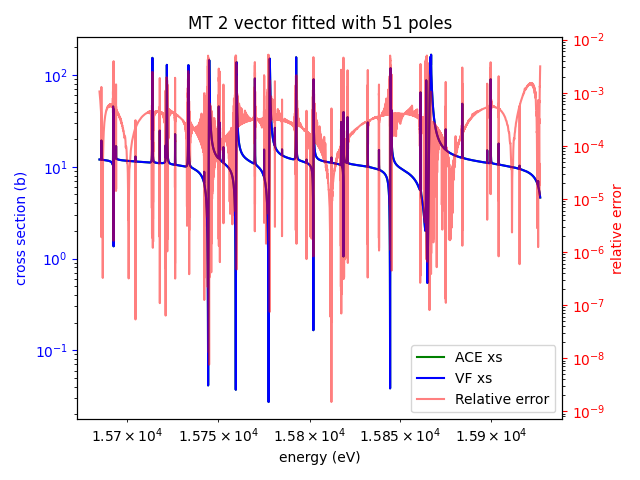 MT 2 vector fitted with 51 poles
cross section (b)
10²
10¹
10⁰
10⁻¹
10⁻²
10⁻³
10⁻⁴
10⁻⁵
10⁻⁶
10⁻⁷
10⁻⁸
10⁻⁹
relative error
ACE xs
VF xs
Relative error
1.57 × 10⁴ 1.575 × 10⁴ 1.58 × 10⁴ 1.585 × 10⁴ 1.59 × 10⁴
energy (eV)